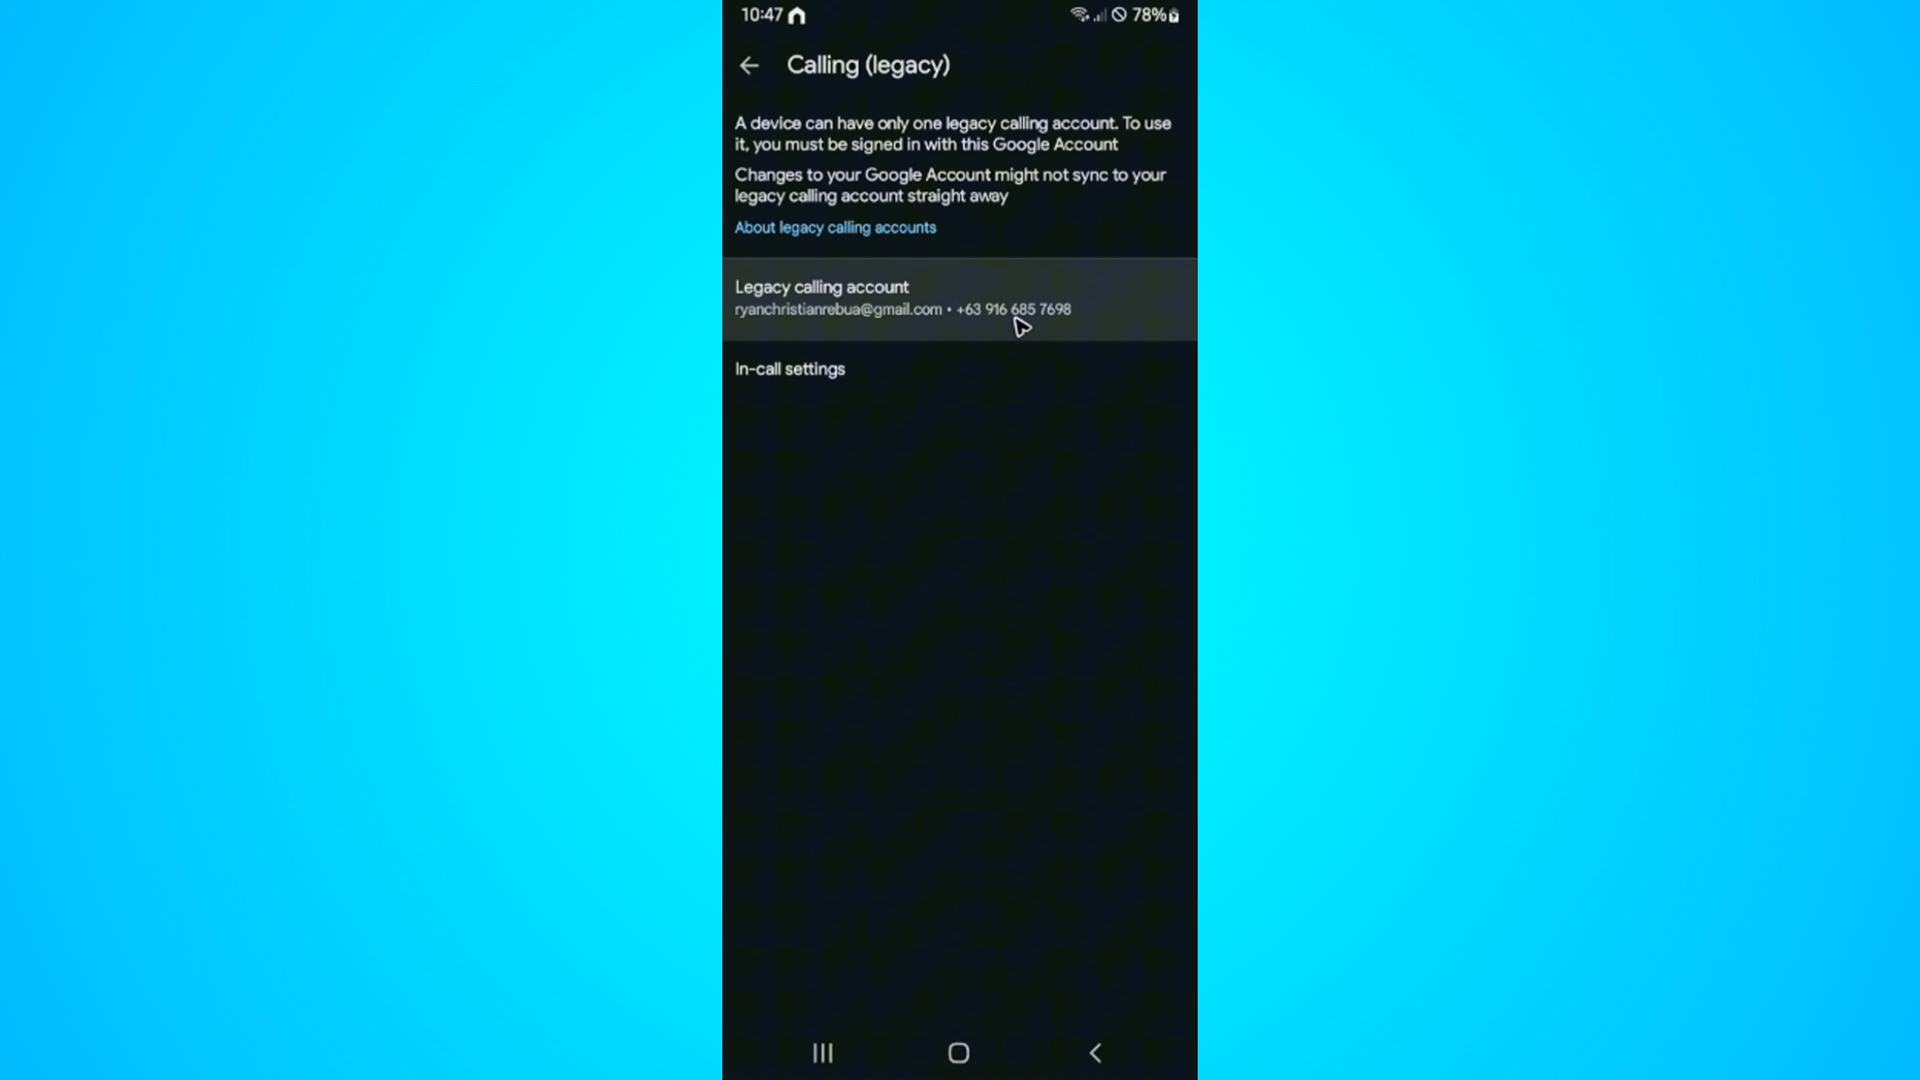 10:47
78%
Calling (legacy)
A device can have only one legacy calling account. To use
it, you must be signed in with this Google Account
Changes to your Google Account might not sync to your
legacy calling account straight away
About legacy calling accounts
Legacy calling account
ryanchristianrebua@gmail.com • +63 916 685 7698
In-call settings